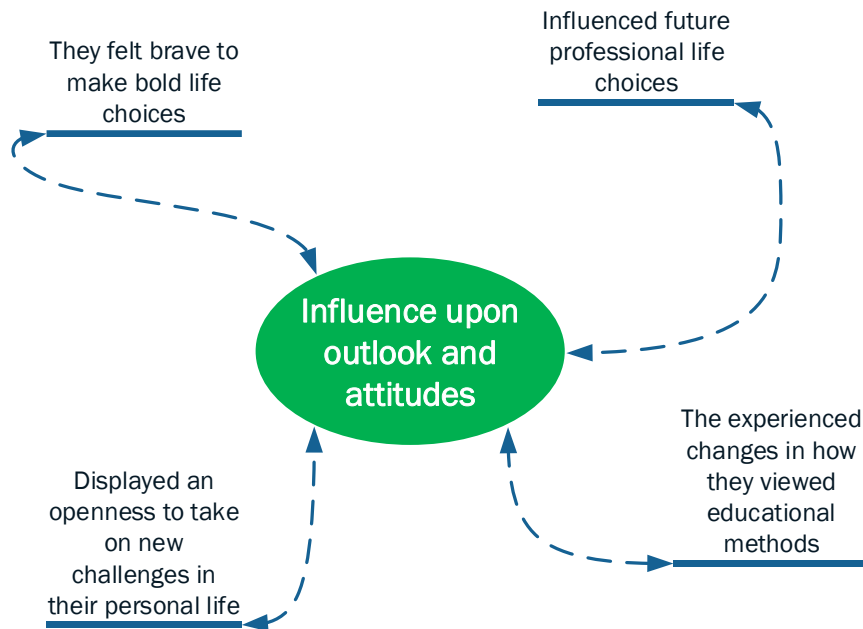 They felt brave to
make bold life
choices
Influenced future
professional life
choices
Influence upon
outlook and
attitudes
Displayed an
openness to take
on new
challenges in
their personal life
The experienced
changes in how
they viewed
educational
methods